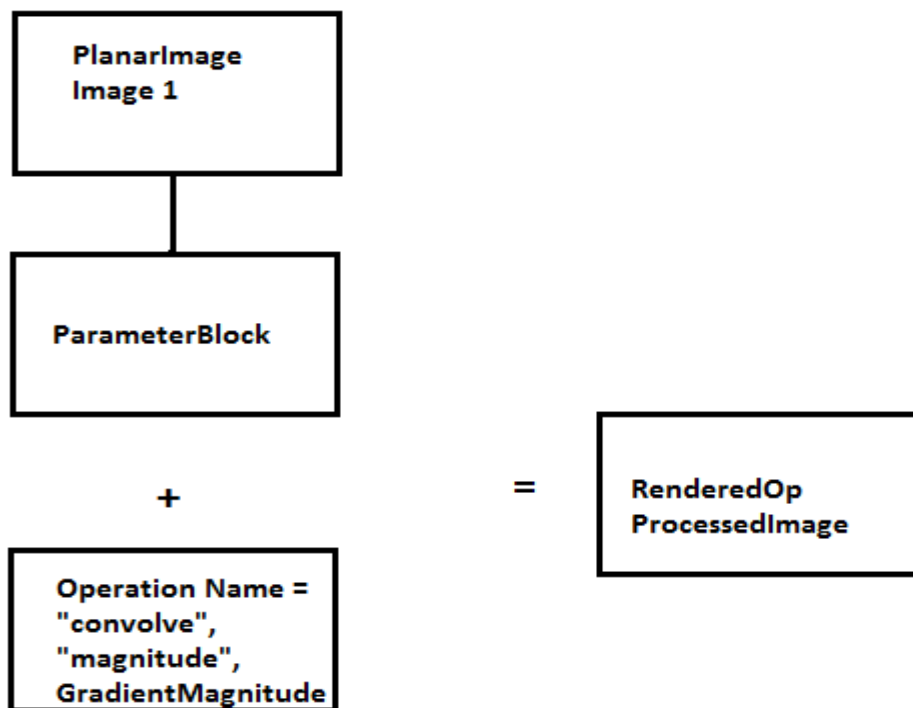 PlanarImage
Image 1
ParameterBlock
+
=
RenderedOp
ProcessedImage
Operation Name =
"convolve",
"magnitude",
GradientMagnitude